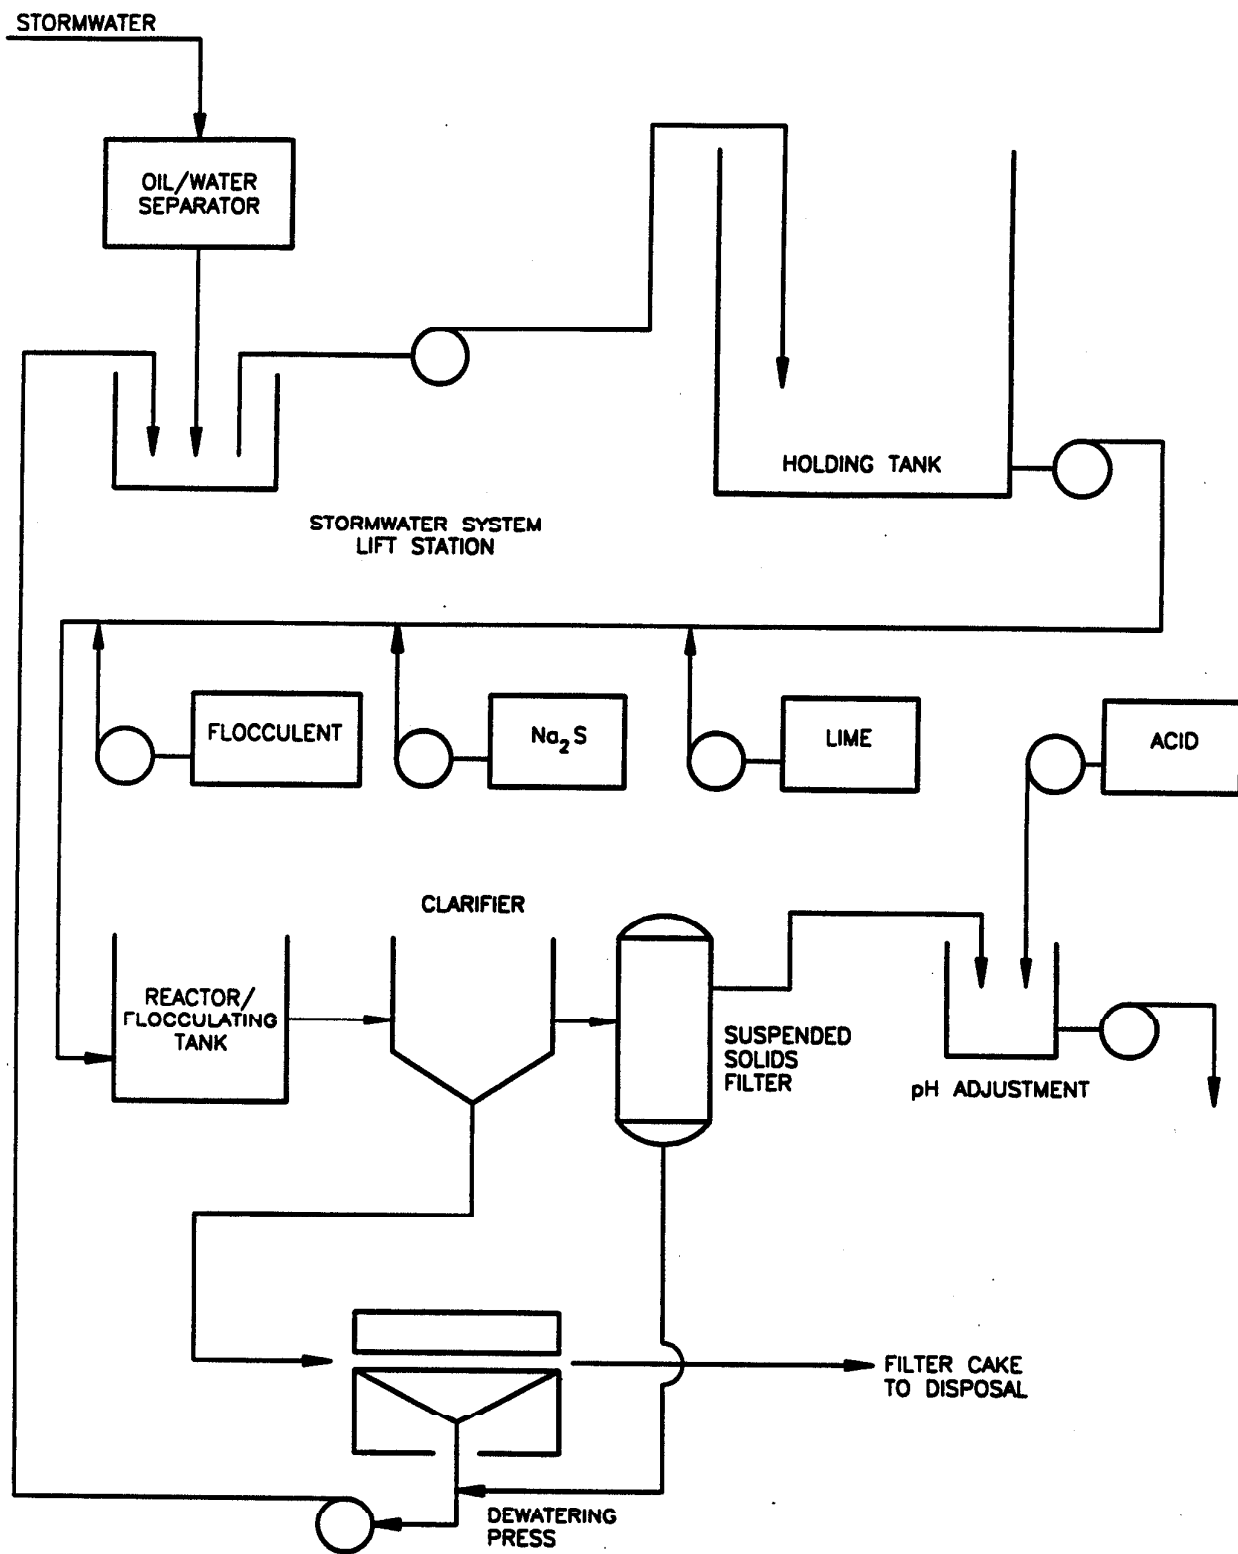 STORMWATER
OIL/WATER
SEPARATOR
HOLDING TANK
STORMWATER SYSTEM
LIFT STATION
FLOCCULENT
Na₂S
LIME
ACID
CLARIFIER
REACTOR/
FLOCCULATING
TANK
SUSPENDED
SOLIDS
FILTER
pH ADJUSTMENT
FILTER CAKE
TO DISPOSAL
DEWATERING
PRESS